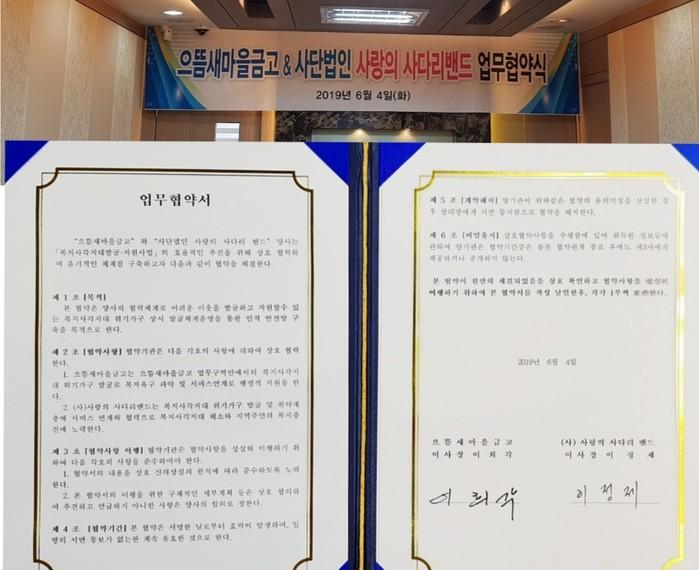 으뜸새마을금고 & 사단법인 사랑의 사다리밴드 업무협약식
2019년 6월 4일(화)
업무협약서
"으뜸새마을금고" 와 "사단법인 사랑의 사다리 밴드" 양사는
「복지사각지대발굴·지원사업」의 효율적인 추진을 위해 상호 협력하
여 유기적인 체계를 구축하고자 다음과 같이 협약을 체결한다
제 1 조 [목적]
본 협약은 양사의 협력체계로 어려운 이웃을 발굴하고 지원할수 있
는 복지사각지대 위기가구 상시 발굴체계운영을 통한 인적 안전망 구
축을 목적으로 한다.
제 2 조 [협약사항] 협약기관은 다음 각호의 사항에 대하여 상호 협력
한다.
1. 으뜸새마을금고는 으뜸새마을금고 업무구역안에서의 복지사각지
대 위기가구 발굴로 복지욕구 파악 및 서비스연계로 행정적 지원을 한
다.
2. (사)사랑의 사다리밴드는 복지사각지대 위기가구 발굴 및 취약계
층에 서비스 연계와 협력으로 복지사각지대 해소와 지역주민의 복지증
진에 노력한다.
제 3 조 [협약사항 이행] 협약기관은 협약사항을 성실히 이행하기 위
하여 다음 각호의 사항을 준수하여야 한다.
1. 협약서의 내용을 상호 신의성실의 원칙에 따라 준수하도록 노력
한다.
2. 본 협약서의 이행을 위한 구체적인 세부계획 등은 상호 협의하
여 추진하고 언급하지 아니한 사항은 양사의 합의로 정한다.
제 4 조 [협약기간] 본 협약은 서명한 날로부터 효력이 발생하며, 일
방의 서면 통보가 없는한 계속 유효한 것으로 한다.
제 5 조 [계약해지] 양기관이 위와같은 협약의 유의미성을 상실한 경
우 상대방에게 서면 통지함으로 협약을 해지한다.
제 6 조 [비밀유지] 상호협약사항을 수행함에 있어 취득한 정보등에
관하여 양기관은 협약기간중은 물론 협약관계 종료 후에도 제3자에게
제공하거나 공개하지 않는다.
본 협약이 원만히 체결되었음을 상호 확인하고 협약사항을 성실히
이행하기 위하여 본 협약서를 작성 날인한후, 각각 1부씩 보관한다.
2019년 6월 4일
으뜸새마을금고
이사장 이 희 각
(사) 사랑의 사다리 밴드
이 사 장 이 정 재
이 희 각
이 정 제